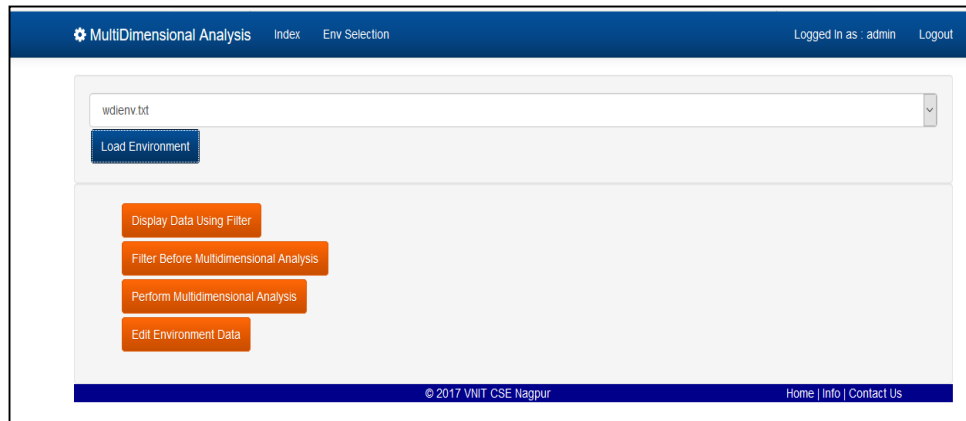 MultiDimensional Analysis Index Env Selection Logged In as : admin Logout
wdienv.txt
Load Environment
Display Data Using Filter
Filter Before Multidimensional Analysis
Perform Multidimensional Analysis
Edit Environment Data
© 2017 VNIT CSE Nagpur Home | Info | Contact Us